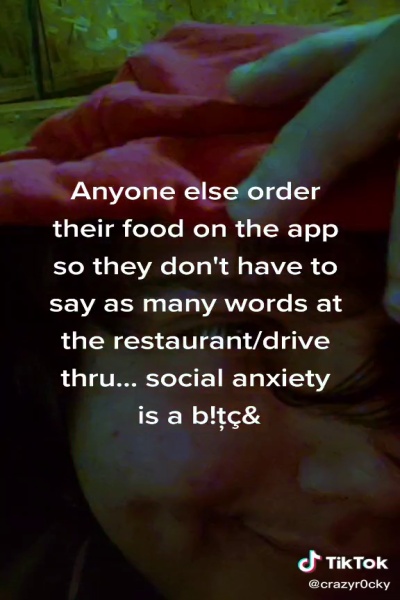 Anyone else order
their food on the app
so they don't have to
say as many words at
the restaurant/drive
thru... social anxiety
is a b!țç&
TikTok
@crazyr0cky